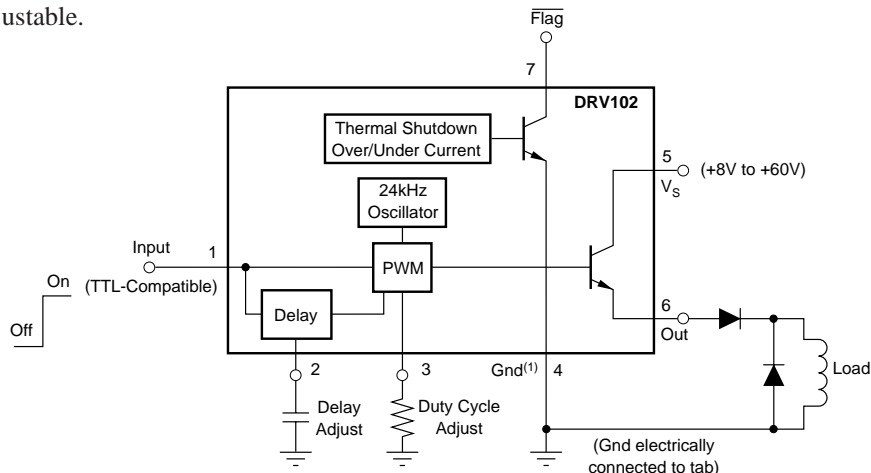 ustable.
Flag
7
DRV102
Thermal Shutdown
Over/Under Current
5
(+8V to +60V)
VS
24kHz
Oscillator
Input
1
PWM
On
(TTL-Compatible)
Off
Delay
6
Out
2
3
Gnd(1)
4
Load
Delay
Adjust
Duty Cycle
Adjust
(Gnd electrically
connected to tab)